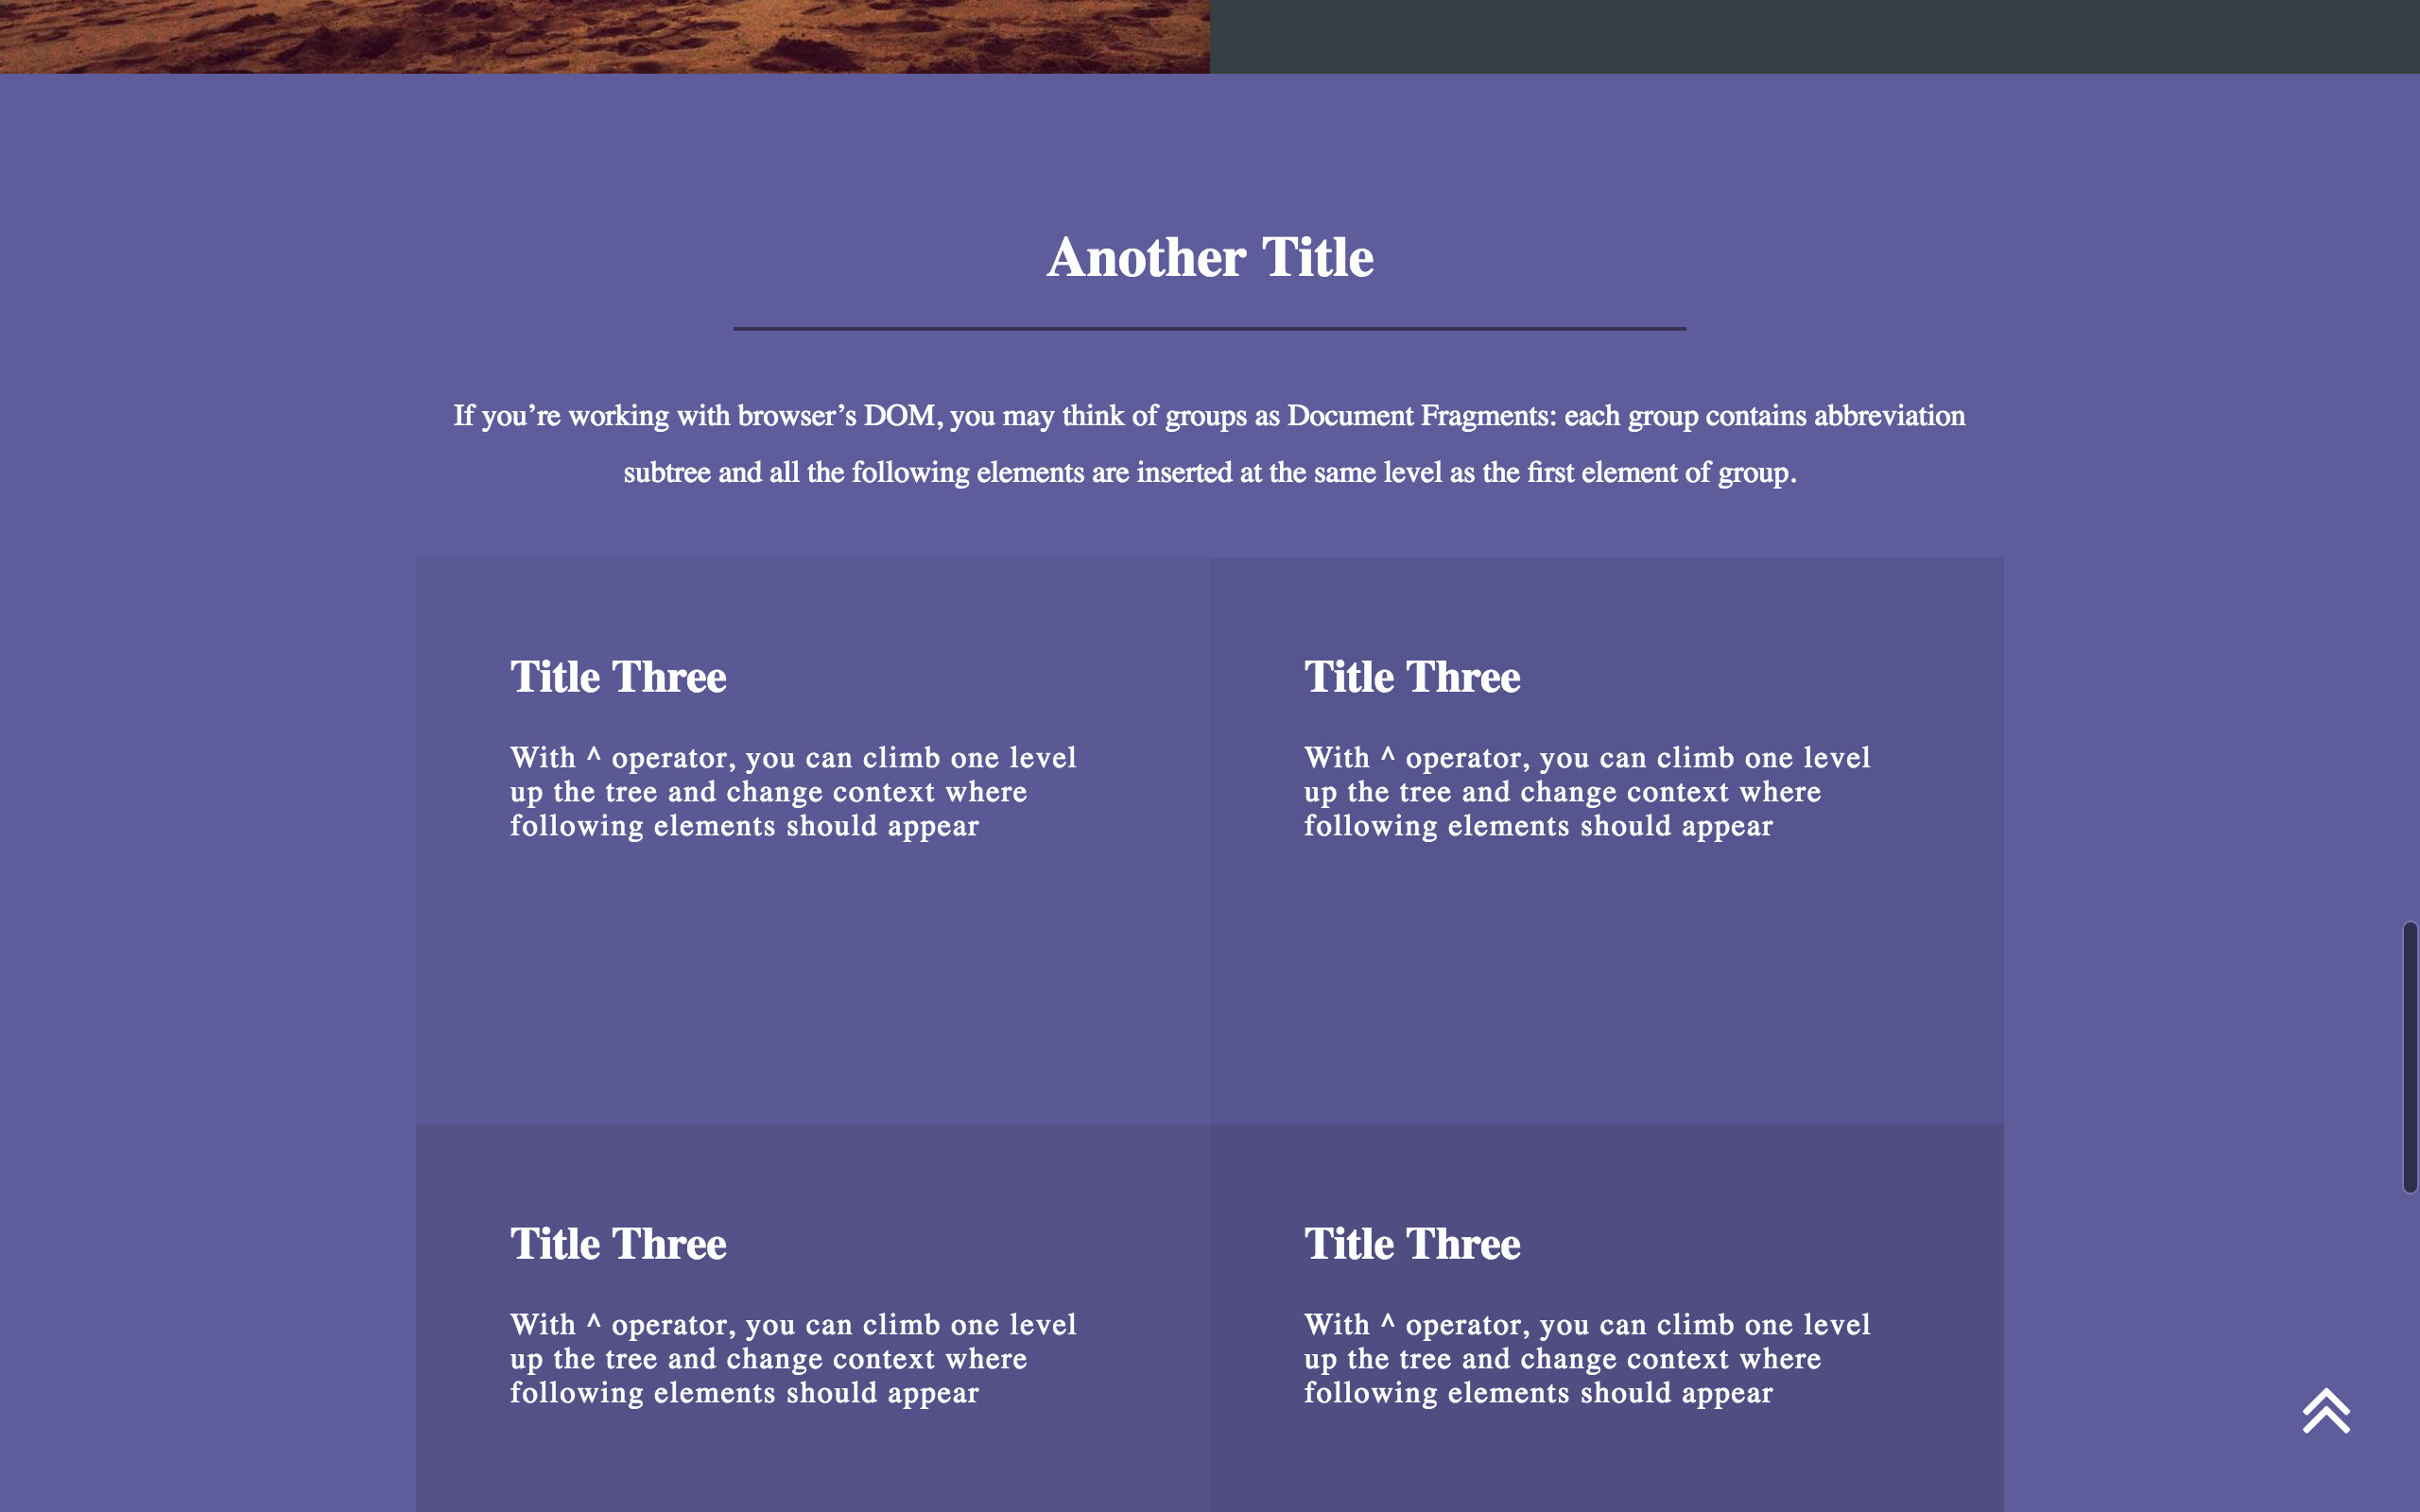 Another Title
If you’re working with browser’s DOM, you may think of groups as Document Fragments: each group contains abbreviation
subtree and all the following elements are inserted at the same level as the first element of group.
Title Three
With ^ operator, you can climb one level
up the tree and change context where
following elements should appear
Title Three
With ^ operator, you can climb one level
up the tree and change context where
following elements should appear
Title Three
With ^ operator, you can climb one level
up the tree and change context where
following elements should appear
Title Three
With ^ operator, you can climb one level
up the tree and change context where
following elements should appear